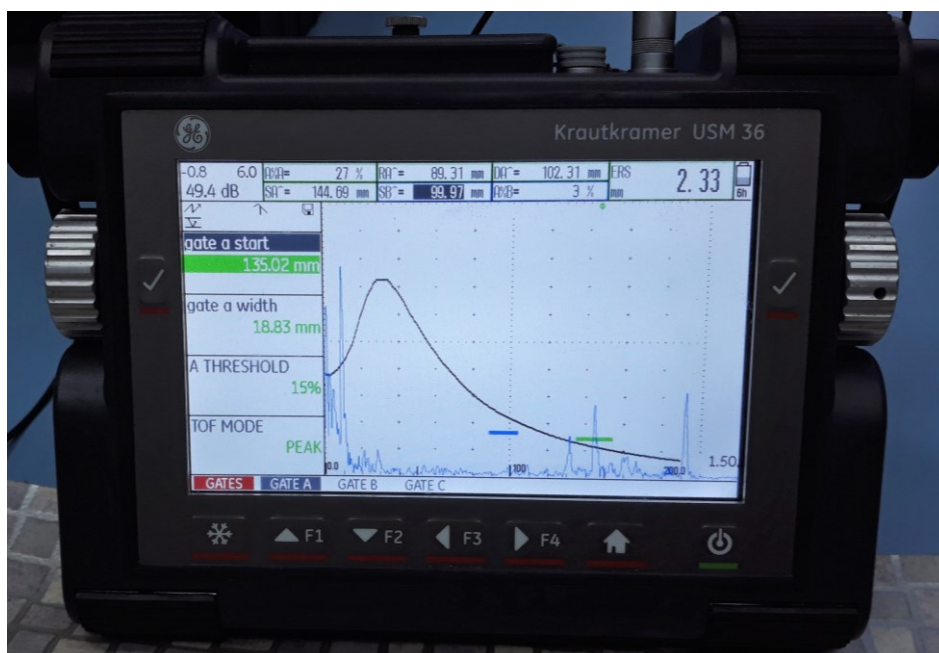 GE
Krautkramer USM 36
-0.8 6.0 A%A= 27 % RA^= 89.31 mm DA^= 102.31 mm ERS
49.4 dB SA^= 144.69 mm SB^= 99.97 mm A%B= 3 % mm 2.33
6h
gate a start
135.02 mm
gate a width
18.83 mm
A THRESHOLD
15%
TOF MODE
PEAK
0.0 100 200.0 1.50
GATES GATE A GATE B GATE C
F1 F2 F3 F4